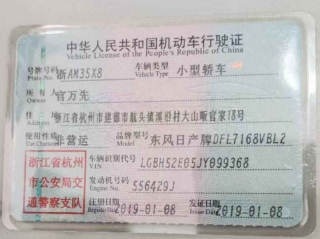 中华人民共和国机动车行驶证
Vehicle License of the People's Republic of China
号牌号码 浙AM35X8 车辆类型 小型轿车
Plate No. Vehicle Type
所有人 官万先
Owner
住址 浙江省杭州市建德市航头镇溪沿村大山畈官家18号
使用性质 非营运 品牌型号 东风日产牌DFL7168VBL2
浙江省杭州市公安局交通警察支队
车辆识别代号 LGBH52E05JY099368
VIN
发动机号码 556429J
Engine No.
注册日期 2019-01-08 发证日期 2019-01-08
Register Date Issue Date